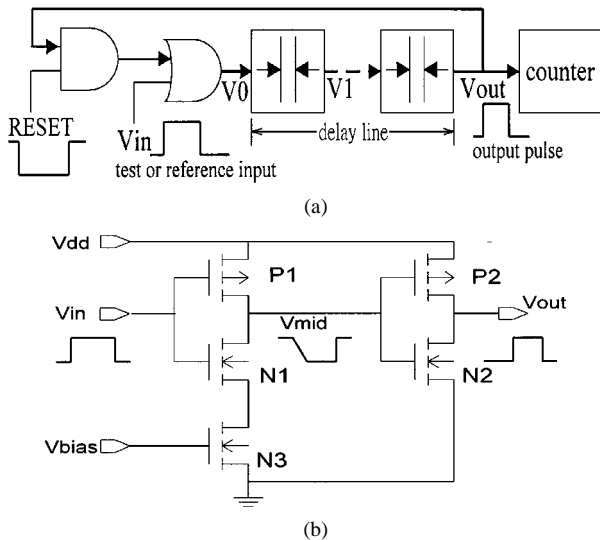 RESET
Vin
test or reference input
V0
V1
delay line
Vout
output pulse
counter
(a)
Vdd
P1
P2
Vin
Vmid
Vout
N1
N2
Vbias
N3
(b)